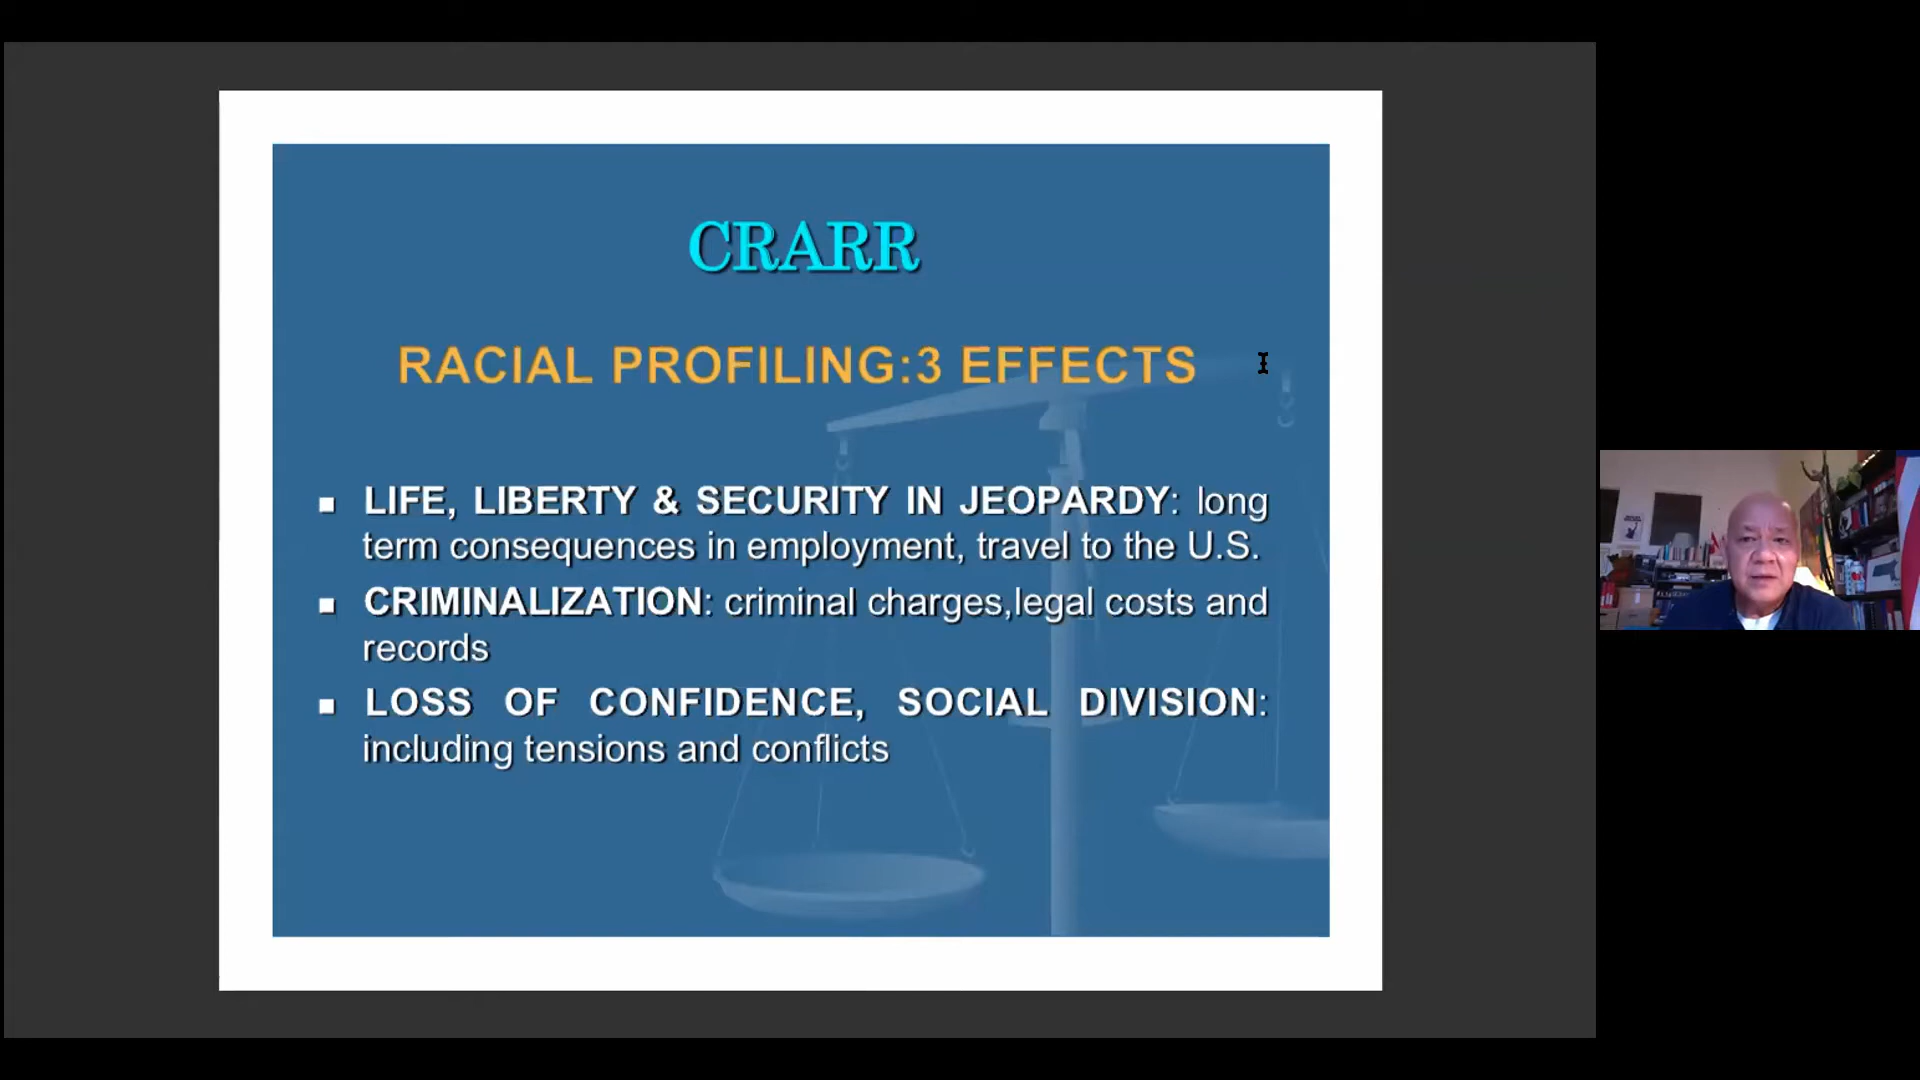 CRARR
RACIAL PROFILING:3 EFFECTS
▪ LIFE, LIBERTY & SECURITY IN JEOPARDY: long
term consequences in employment, travel to the U.S.
▪ CRIMINALIZATION: criminal charges,legal costs and
records
▪ LOSS OF CONFIDENCE, SOCIAL DIVISION:
including tensions and conflicts